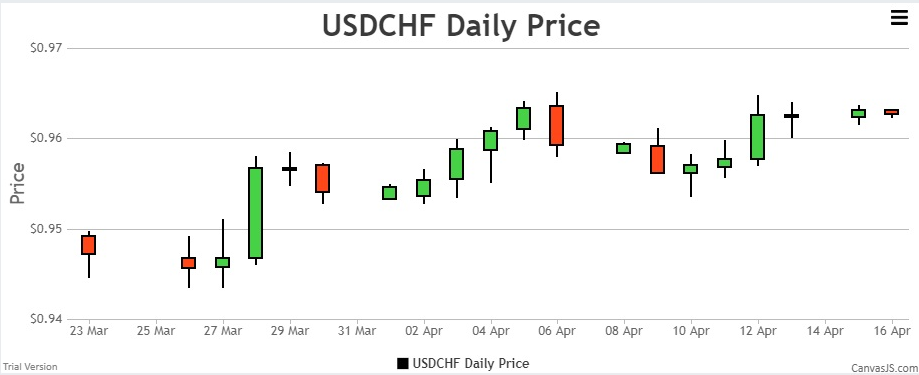 USDCHF Daily Price
$0.97
$0.96
$0.95
$0.94
Price
23 Mar 25 Mar 27 Mar 29 Mar 31 Mar 02 Apr 04 Apr 06 Apr 08 Apr 10 Apr 12 Apr 14 Apr 16 Apr
USDCHF Daily Price
Trial Version
CanvasJS.com